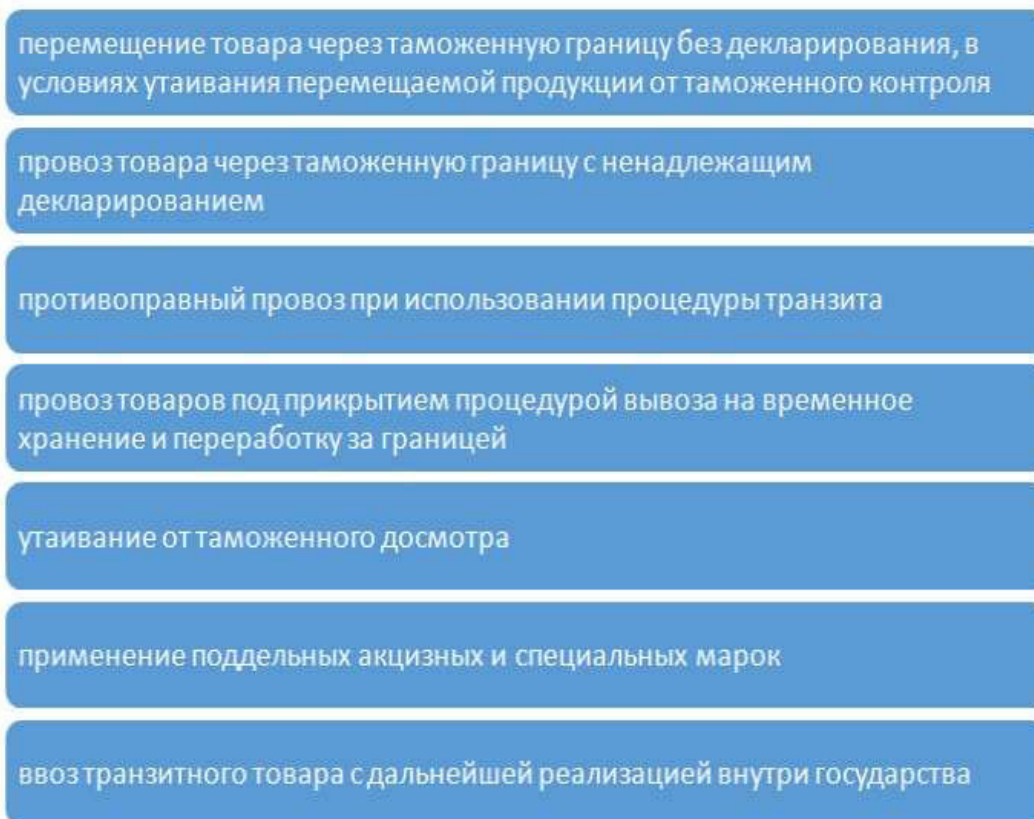 перемещение товара через таможенную границу без декларирования, в
условиях утаивания перемещаемой продукции от таможенного контроля
провоз товара через таможенную границу с ненадлежащим
декларированием
противоправный провоз при использовании процедуры транзита
провоз товаров под прикрытием процедурой вывоза на временное
хранение и переработку за границей
утаивание от таможенного досмотра
применение поддельных акцизных и специальных марок
ввоз транзитного товара с дальнейшей реализацией внутри государства